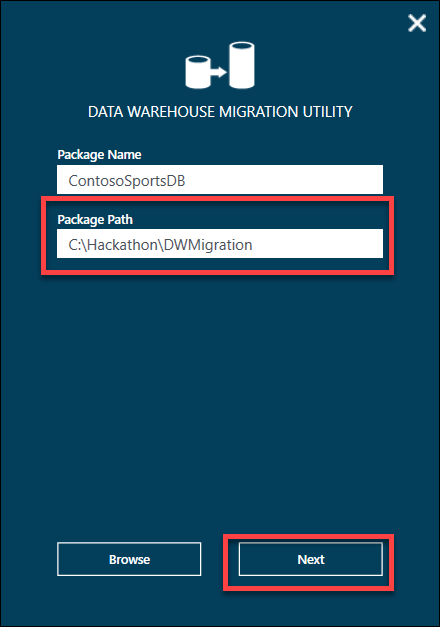 DATA WAREHOUSE MIGRATION UTILITY
Package Name
ContosoSportsDB
Package Path
C:\Hackathon\DWMigration
Browse
Next